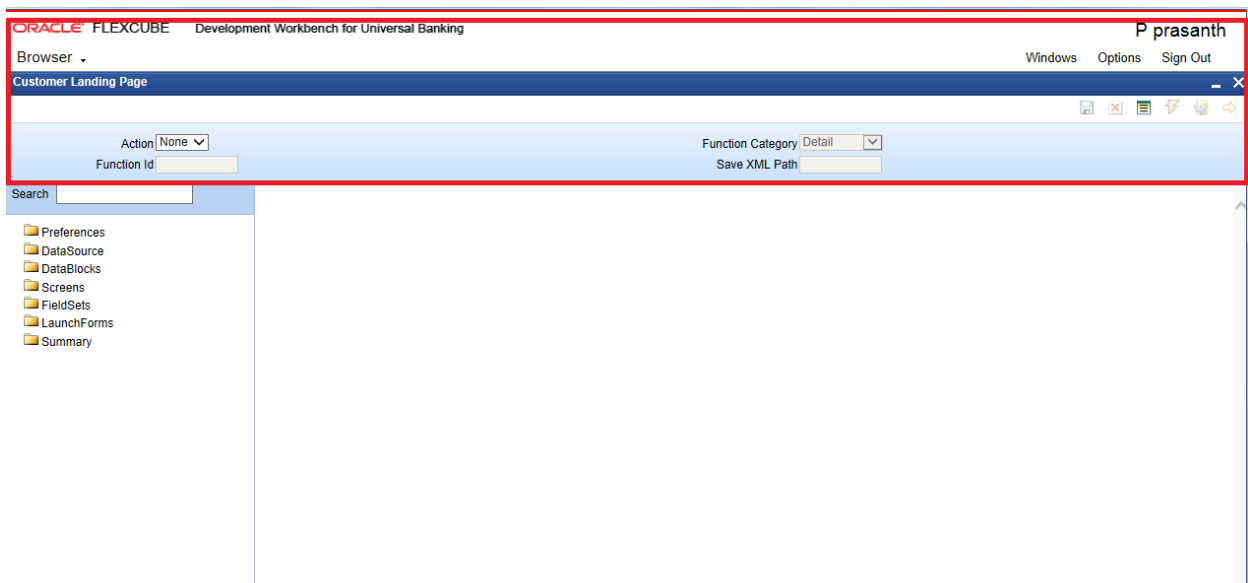 ORACLE FLEXCUBE Development Workbench for Universal Banking P prasanth
Browser Windows Options Sign Out
Customer Landing Page
Action None Function Category Detail
Function Id Save XML Path
Search
Preferences
DataSource
DataBlocks
Screens
FieldSets
LaunchForms
Summary